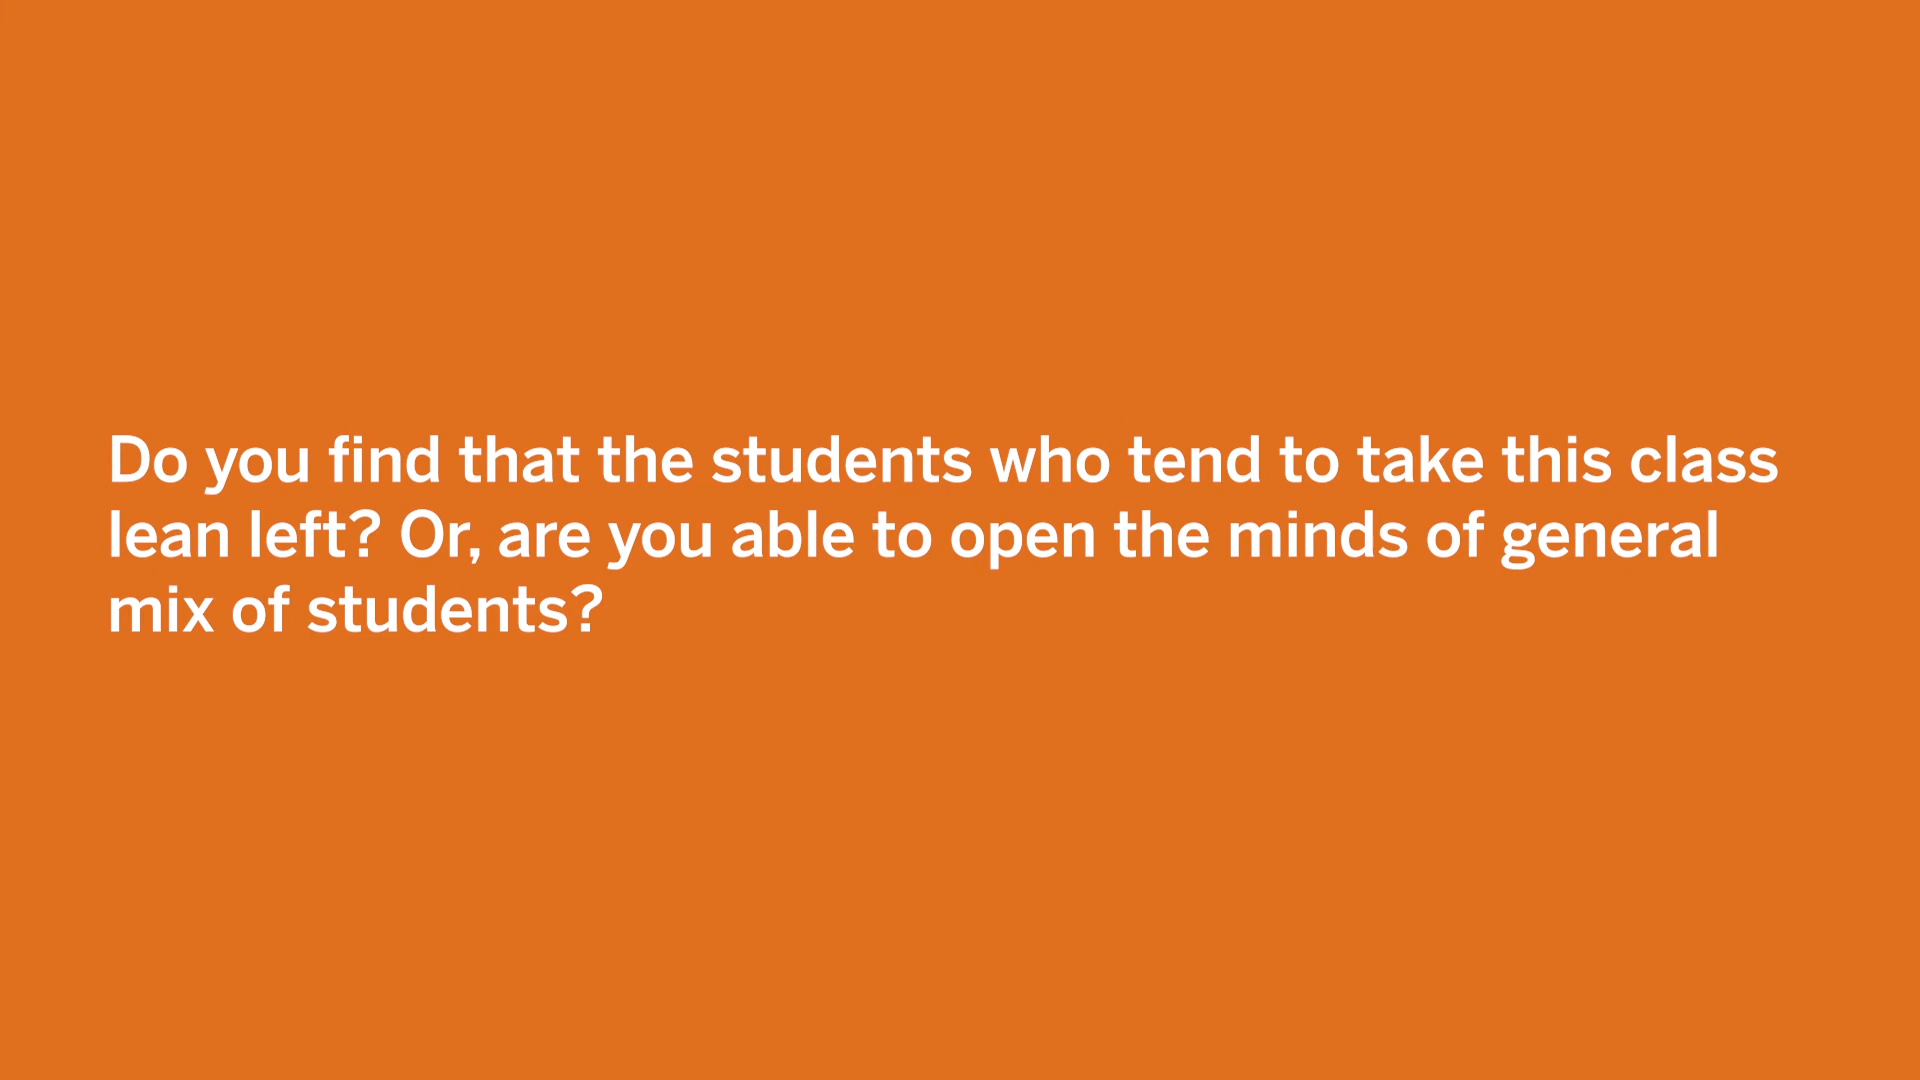 Do you find that the students who tend to take this class
lean left? Or, are you able to open the minds of general
mix of students?